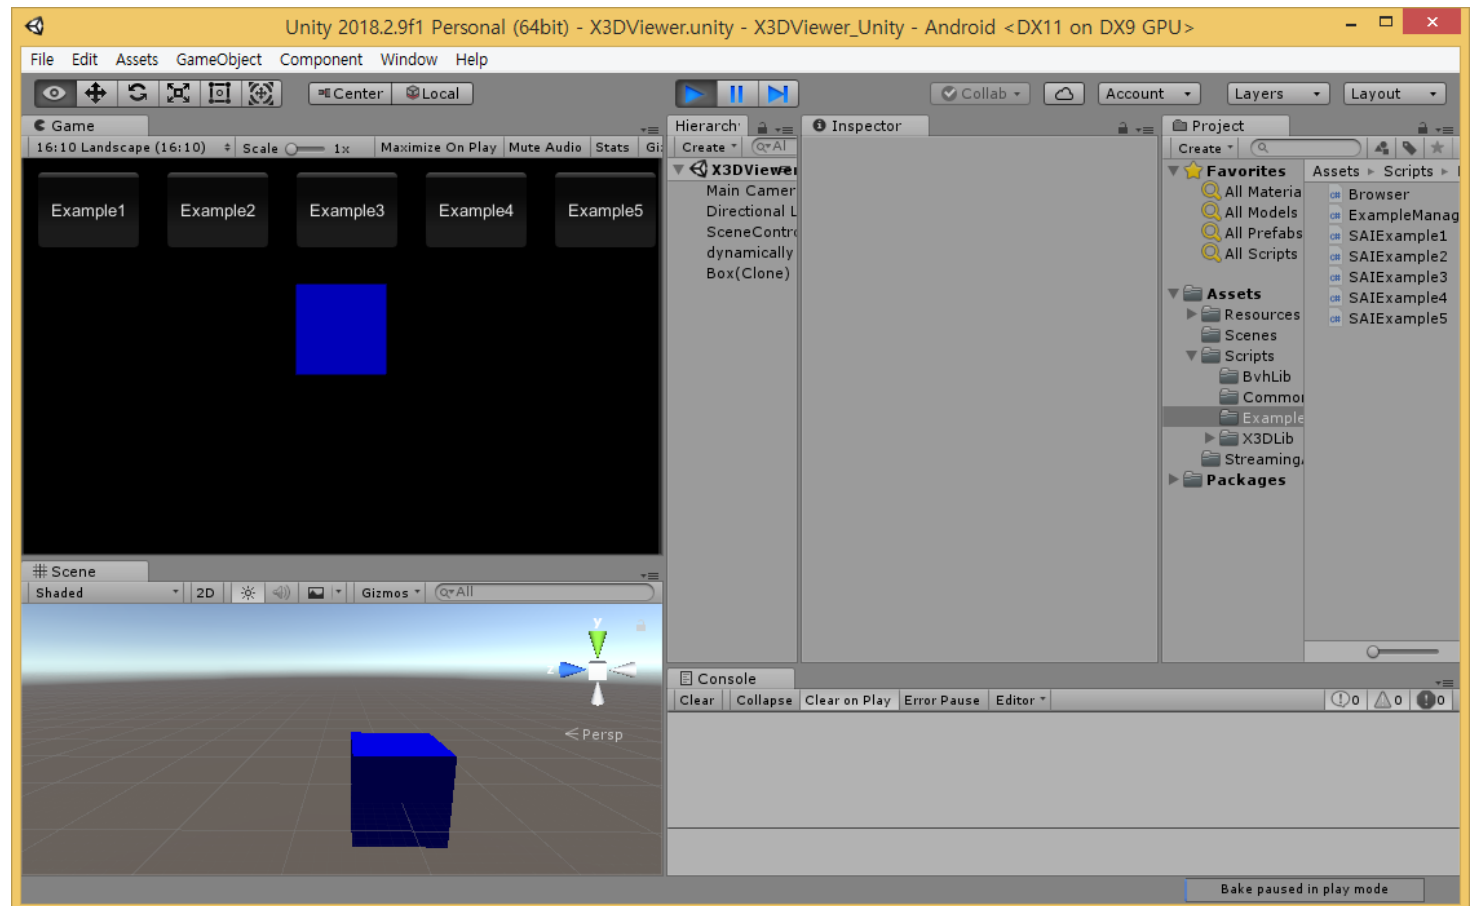 Unity 2018.2.9f1 Personal (64bit) - X3DViewer.unity - X3DViewer_Unity - Android <DX11 on DX9 GPU>
File Edit Assets GameObject Component Window Help
Center Local Collab Account Layers Layout
Game
16:10 Landscape (16:10) Scale 1x Maximize On Play Mute Audio Stats Gi
Example1 Example2 Example3 Example4 Example5
Scene
Shaded 2D Gizmos All
y
z
Persp
Hierarch
Create Al
X3DViewer
Main Camer
Directional L
SceneContro
dynamically
Box(Clone)
Inspector
Project
Create
Favorites
All Materia
All Models
All Prefabs
All Scripts
Assets
Resources
Scenes
Scripts
BvhLib
Commo
Example
X3DLib
Streaming
Packages
Assets Scripts
Browser
ExampleManag
SAIExample1
SAIExample2
SAIExample3
SAIExample4
SAIExample5
Console
Clear Collapse Clear on Play Error Pause Editor 0 0 0
Bake paused in play mode